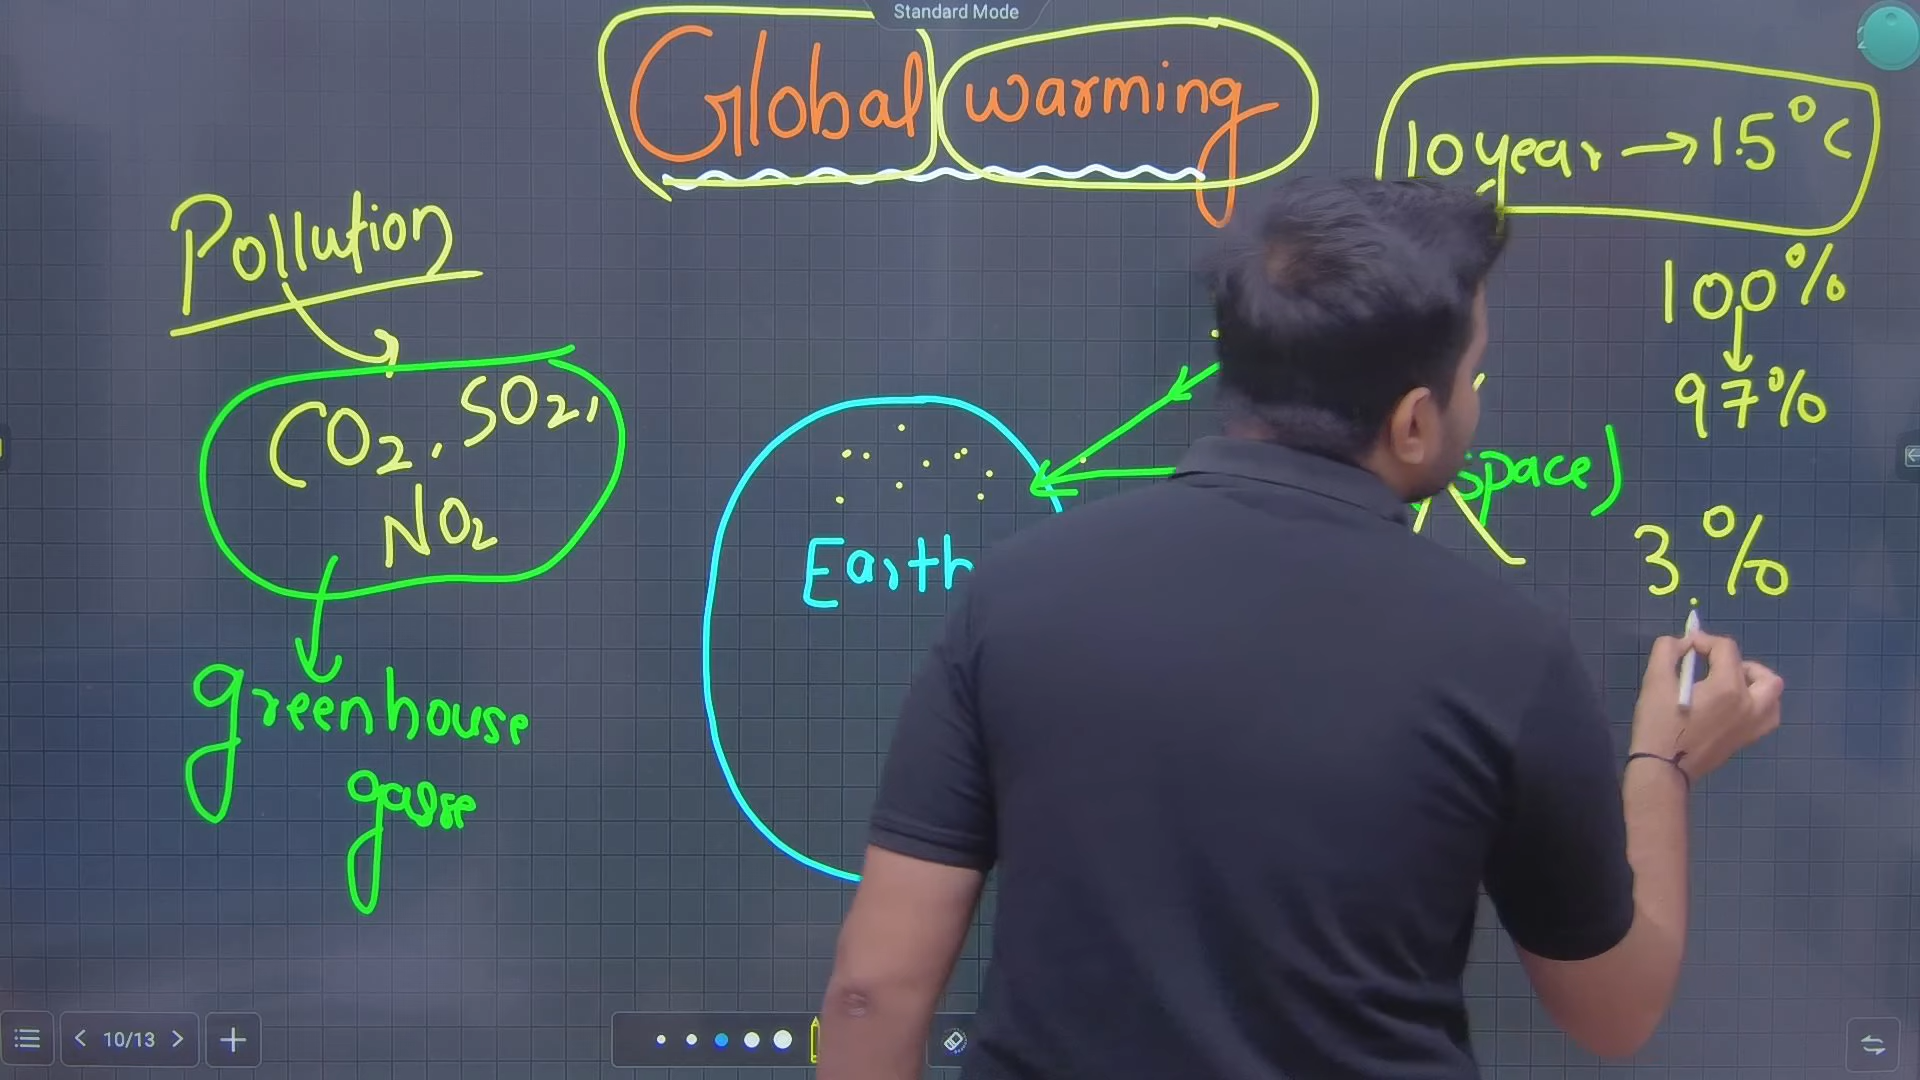 Standard Mode
Global warming
10 year → 1.5°C
Pollution
100%
97%
CO2, SO2,
NO2
space)
3%
Earth
greenhouse
gasse
10/13